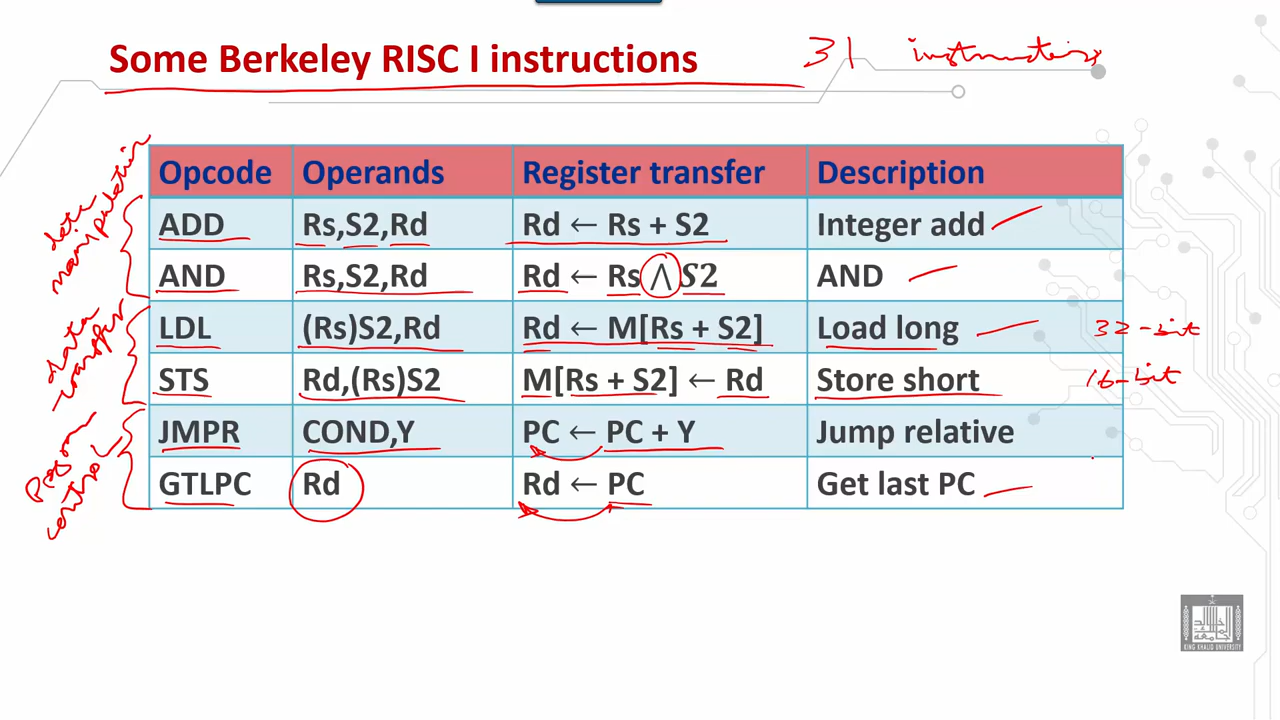 Some Berkeley RISC I instructions 31 instructions
data manipulation
data transfer
Program control
Opcode Operands Register transfer Description
ADD Rs,S2,Rd Rd ← Rs + S2 Integer add
AND Rs,S2,Rd Rd ← Rs ⋀ S2 AND
LDL (Rs)S2,Rd Rd ← M[Rs + S2] Load long 32-bit
STS Rd,(Rs)S2 M[Rs + S2] ← Rd Store short 16-bit
JMPR COND,Y PC ← PC + Y Jump relative
GTLPC Rd Rd ← PC Get last PC
KING KHALID UNIVERSITY